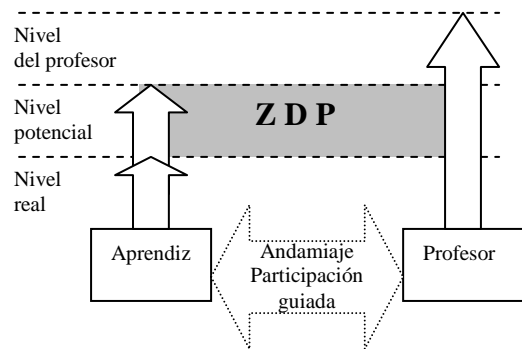 Nivel
del profesor
Nivel
potencial
Z D P
Nivel
real
Aprendiz
Andamiaje
Participación
guiada
Profesor